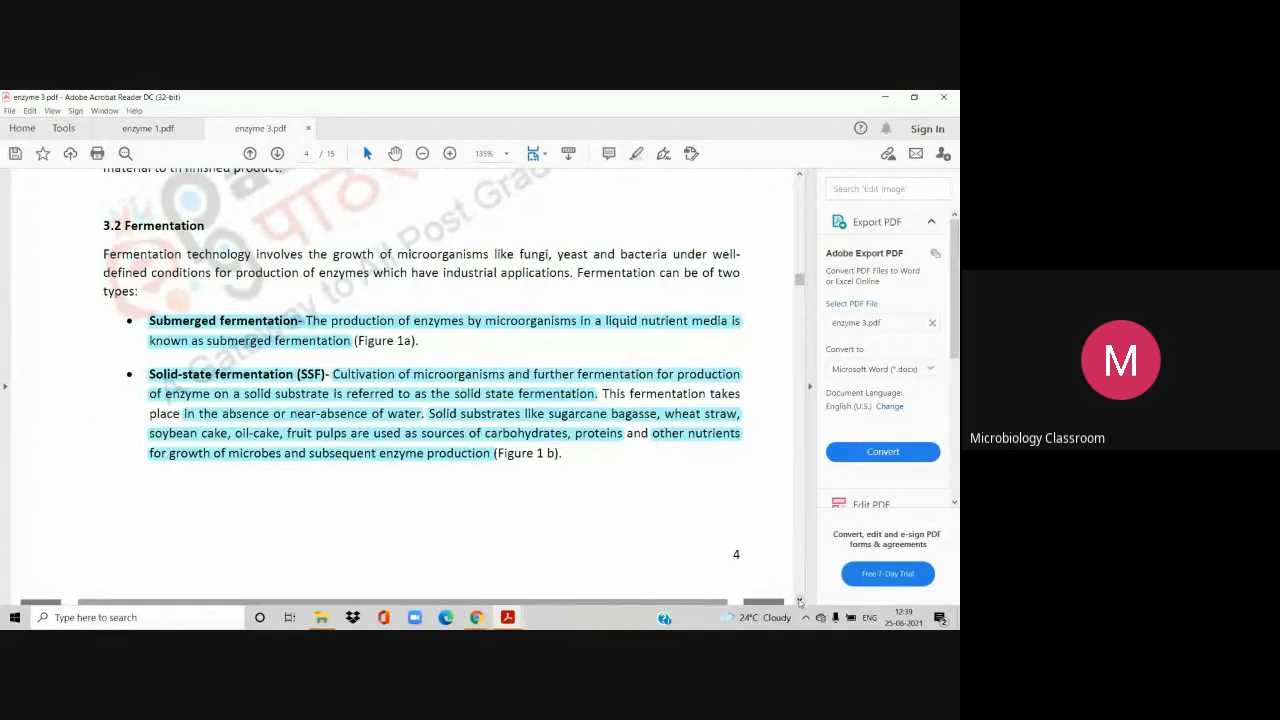 enzyme 3.pdf - Adobe Acrobat Reader DC (32-bit)
File Edit View Sign Window Help
Home Tools enzyme 1.pdf enzyme 3.pdf × Sign In
4 / 15 135%
material to th finished product.
3.2 Fermentation
Fermentation technology involves the growth of microorganisms like fungi, yeast and bacteria under well-
defined conditions for production of enzymes which have industrial applications. Fermentation can be of two
types:
• Submerged fermentation- The production of enzymes by microorganisms in a liquid nutrient media is
known as submerged fermentation (Figure 1a).
• Solid-state fermentation (SSF)- Cultivation of microorganisms and further fermentation for production
of enzyme on a solid substrate is referred to as the solid state fermentation. This fermentation takes
place in the absence or near-absence of water. Solid substrates like sugarcane bagasse, wheat straw,
soybean cake, oil-cake, fruit pulps are used as sources of carbohydrates, proteins and other nutrients
for growth of microbes and subsequent enzyme production (Figure 1 b).
4
A Gateway to All Post Grad
पाठ
Search 'Edit Image'
Export PDF
Adobe Export PDF
Convert PDF Files to Word
or Excel Online
Select PDF File
enzyme 3.pdf
Convert to
Microsoft Word (*.docx)
Document Language:
English (U.S.) Change
Convert
Edit PDF
Convert, edit and e-sign PDF
forms & agreements
Free 7-Day Trial
Type here to search
24°C Cloudy ENG
12:39
25-06-2021
2
M
Microbiology Classroom